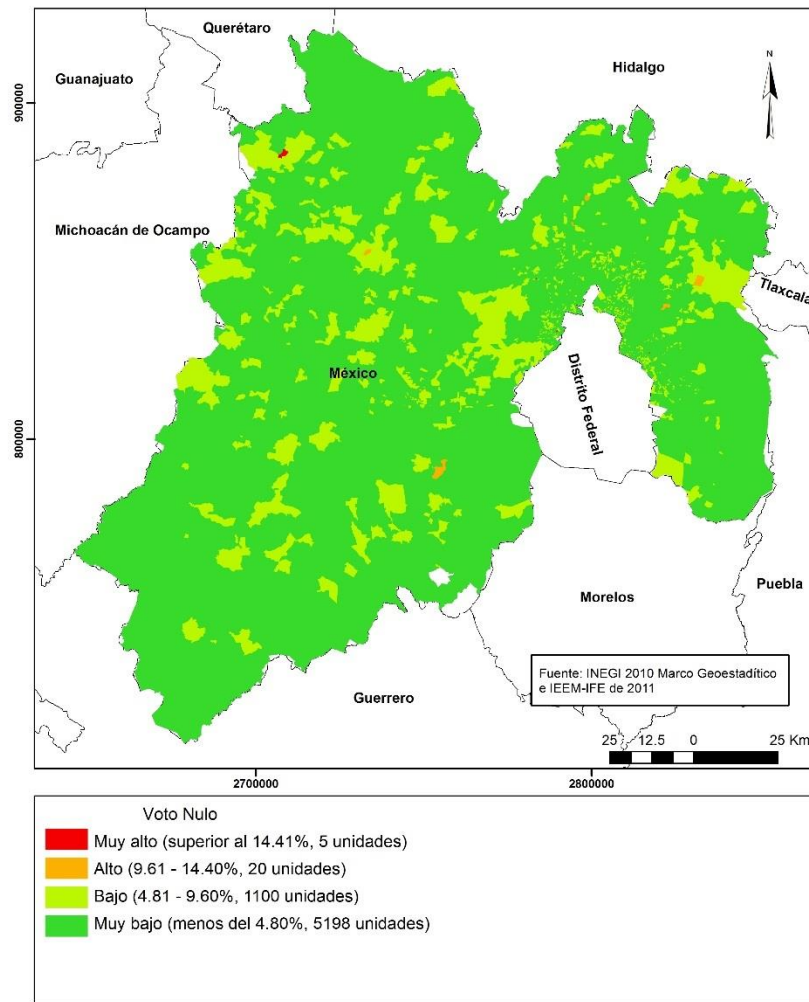 Querétaro
Guanajuato
Hidalgo
N
900000
Michoacán de Ocampo
Tlaxcala
México
Distrito Federal
800000
Morelos
Puebla
Fuente: INEGI 2010 Marco Geoestadítico
e IEEM-IFE de 2011
Guerrero
25 12.5 0 25 Km
2700000 2800000
Voto Nulo
Muy alto (superior al 14.41%, 5 unidades)
Alto (9.61 - 14.40%, 20 unidades)
Bajo (4.81 - 9.60%, 1100 unidades)
Muy bajo (menos del 4.80%, 5198 unidades)